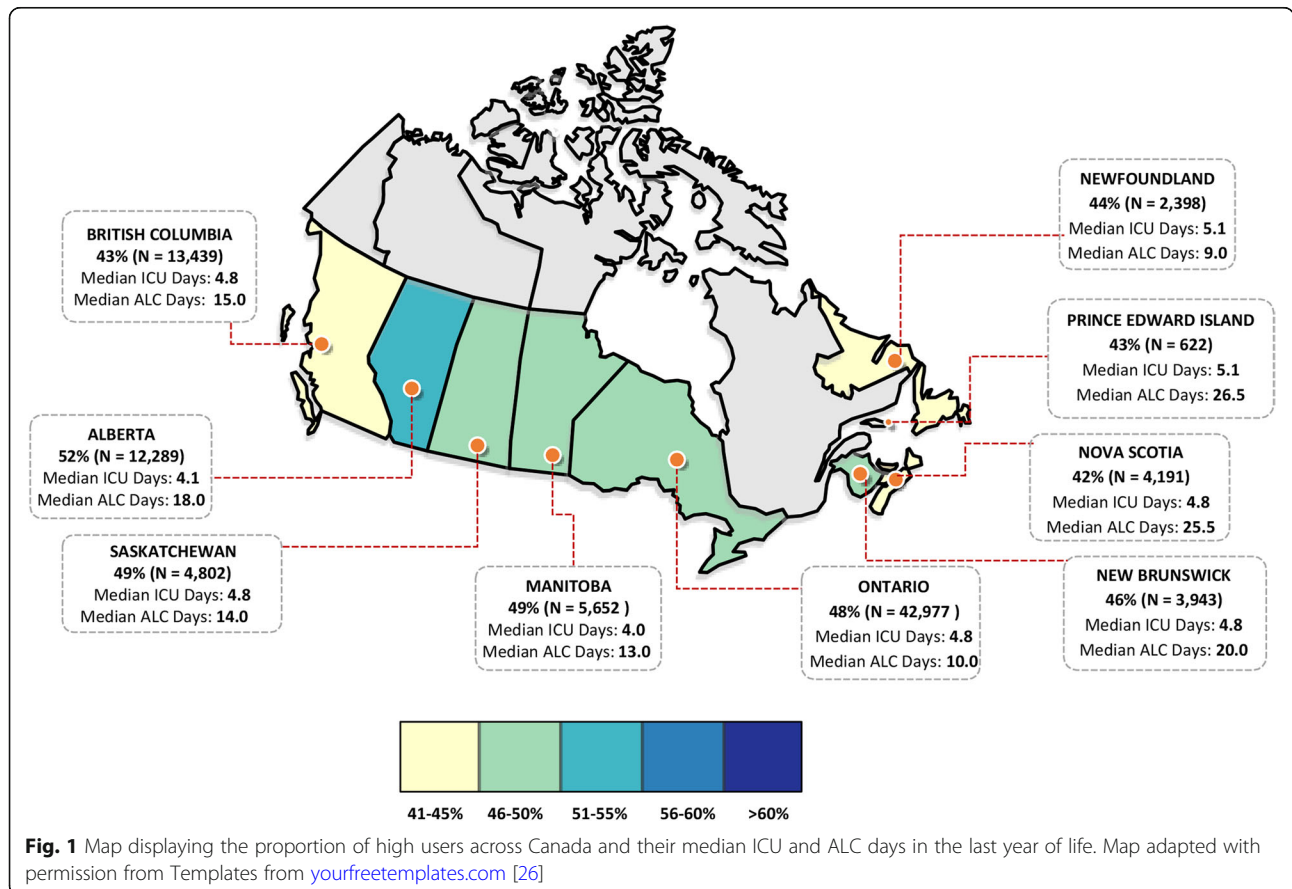 NEWFOUNDLAND
44% (N = 2,398)
Median ICU Days: 5.1
Median ALC Days: 9.0
BRITISH COLUMBIA
43% (N = 13,439)
Median ICU Days: 4.8
Median ALC Days: 15.0
PRINCE EDWARD ISLAND
43% (N = 622)
Median ICU Days: 5.1
Median ALC Days: 26.5
ALBERTA
52% (N = 12,289)
Median ICU Days: 4.1
Median ALC Days: 18.0
NOVA SCOTIA
42% (N = 4,191)
Median ICU Days: 4.8
Median ALC Days: 25.5
SASKATCHEWAN
49% (N = 4,802)
Median ICU Days: 4.8
Median ALC Days: 14.0
MANITOBA
49% (N = 5,652 )
Median ICU Days: 4.0
Median ALC Days: 13.0
ONTARIO
48% (N = 42,977 )
Median ICU Days: 4.8
Median ALC Days: 10.0
NEW BRUNSWICK
46% (N = 3,943)
Median ICU Days: 4.8
Median ALC Days: 20.0
41-45% 46-50% 51-55% 56-60% >60%
Fig. 1 Map displaying the proportion of high users across Canada and their median ICU and ALC days in the last year of life. Map adapted with
permission from Templates from yourfreetemplates.com [26]